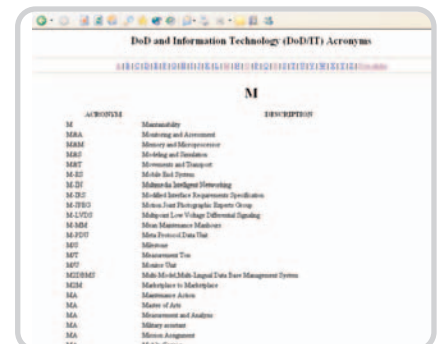 DoD and Information Technology (DoD/IT) Acronyms
M
ACRONYM DESCRIPTION
M Maintainability
M&A Monitoring and Assessment
M&M Memory and Microprocessor
M&S Modeling and Simulation
M&T Movements and Transport
M-ES Mobile End System
M-IN Multimedia Intelligent Networking
M-IRS Modified Interface Requirements Specification
M-JPEG Motion Joint Photographic Experts Group
M-LVDS Multipoint Low Voltage Differential Signaling
M-MM Mean Maintenance Manhours
M-PDU Meta Protocol Data Unit
M/S Milestone
M/T Measurement Ton
M/U Monitor Unit
M2DBMS Multi-Model,Multi-Lingual Data Base Management System
M2M Marketplace to Marketplace
MA Maintenance Action
MA Master of Arts
MA Measurement and Analysis
MA Military assistant
MA Mission Assignment
MA